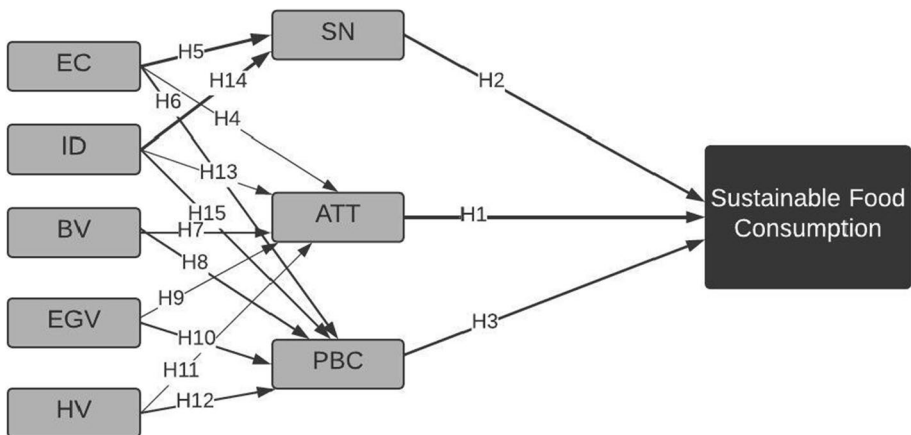 SN
EC
H5
H14
H2
H6
H4
ID
H13
H15
ATT
H1
Sustainable Food
Consumption
BV
H7
H8
H9
EGV
H10
H3
PBC
H11
HV
H12